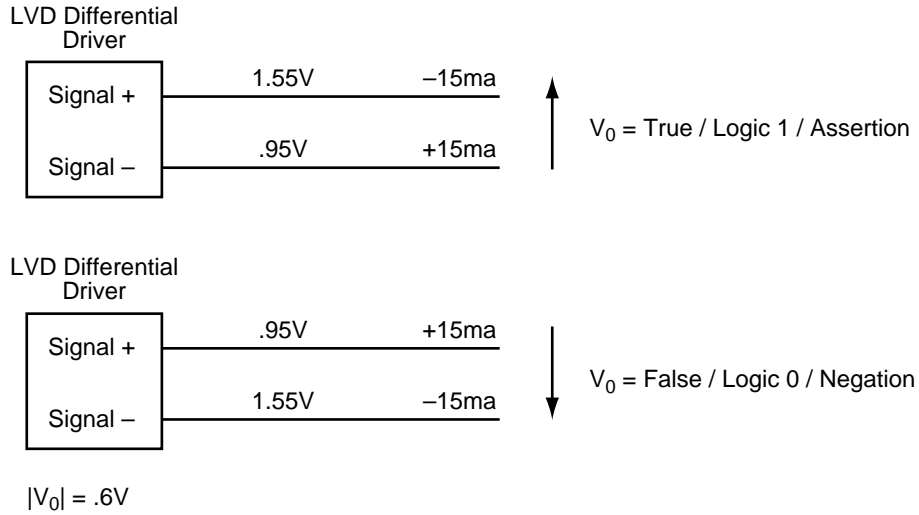 LVD Differential
Driver
Signal +
1.55V
–15ma
Signal –
.95V
+15ma
V0 = True / Logic 1 / Assertion
LVD Differential
Driver
Signal +
.95V
+15ma
Signal –
1.55V
–15ma
V0 = False / Logic 0 / Negation
|V0| = .6V